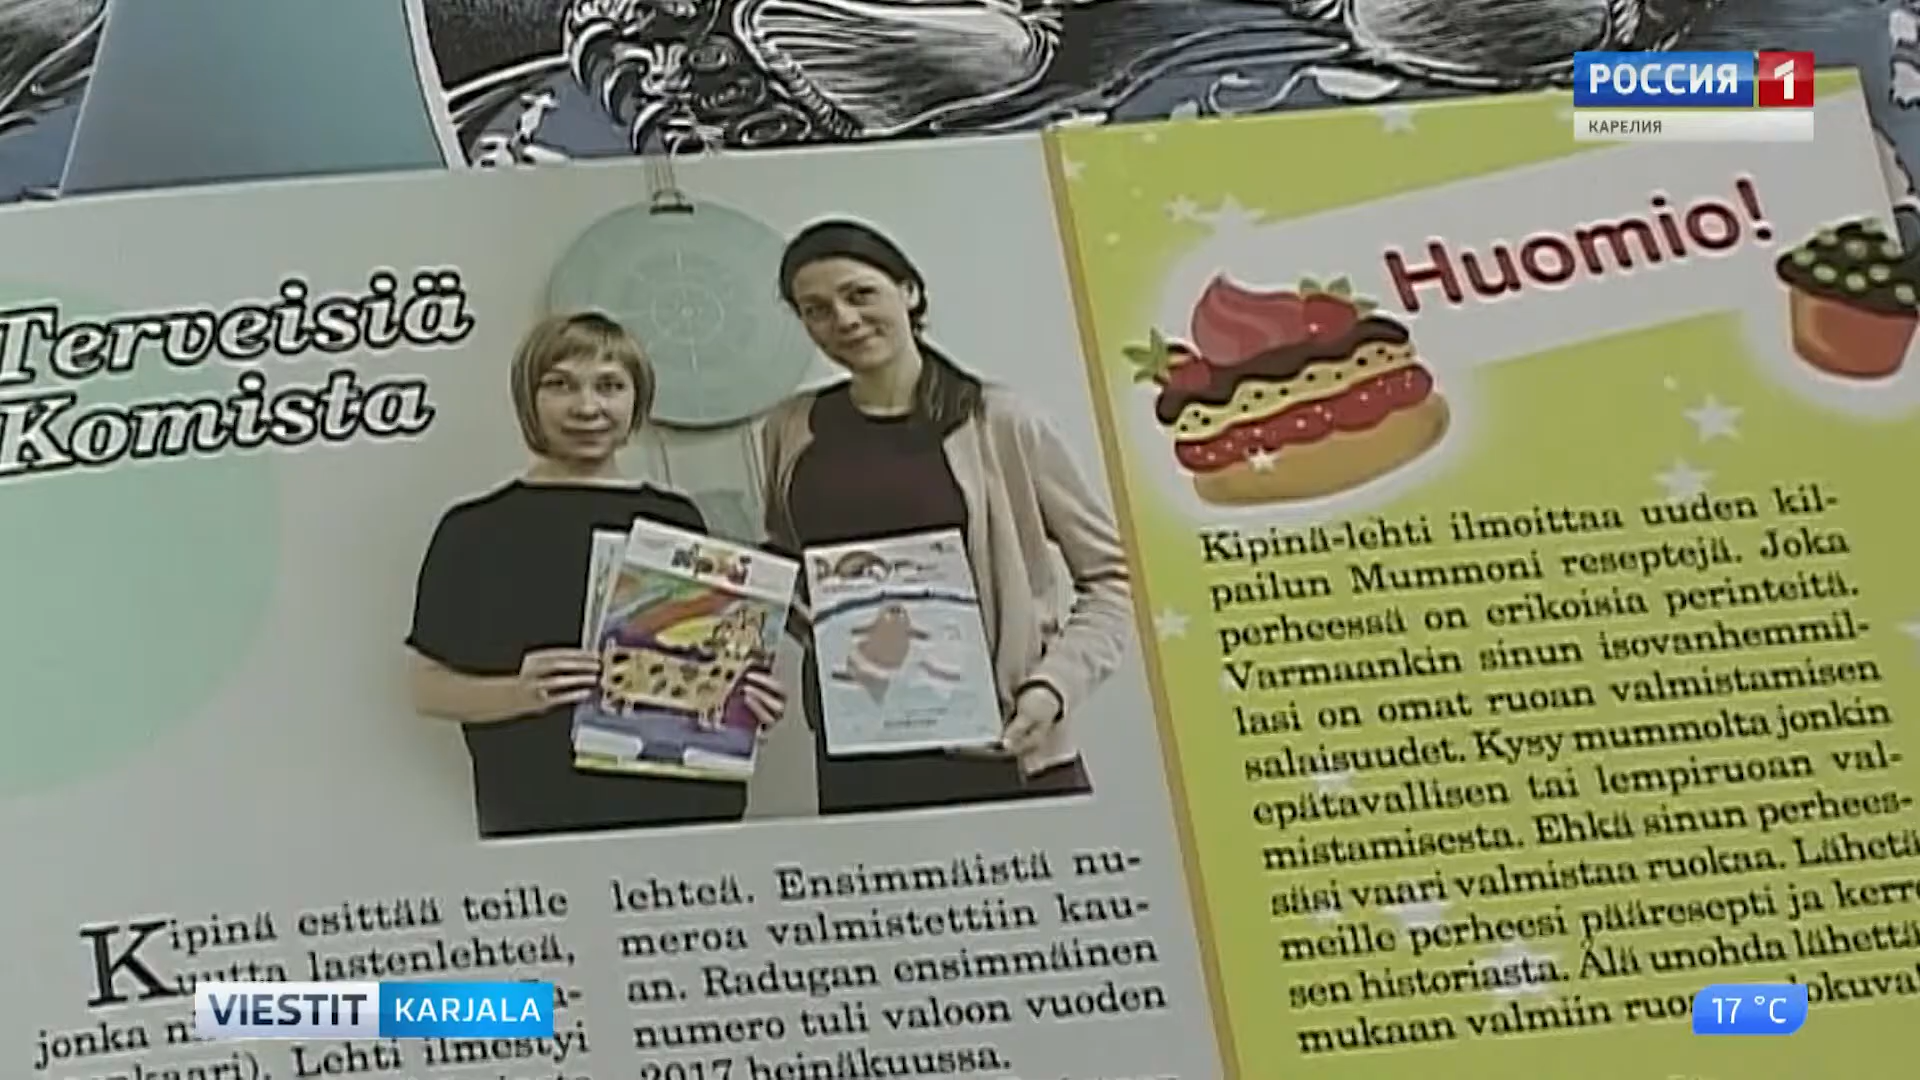 РОССИЯ 1
КАРЕЛИЯ
Terveisiä
Komista
Kipinä esittää teille
uutta lastenlehteä,
jonka
Lehti ilmestyi
lehteä. Ensimmäistä nu-
meroa valmistettiin kau-
an. Radugan ensimmäinen
numero tuli valoon vuoden
2017 heinäkuussa.
Huomio!
Kipinä-lehti ilmoittaa uuden kil-
pailun Mummoni reseptejä. Joka
perheessä on erikoisia perinteitä.
Varmaankin sinun isovanhemmil-
lasi on omat ruoan valmistamisen
salaisuudet. Kysy mummolta jonkin
epätavallisen tai lempiruoan val-
mistamisesta. Ehkä sinun perhees-
säsi vaari valmistaa ruokaa. Lähetä
meille perheesi pääresepti ja kerro
sen historiasta. Älä unohda lähettä
mukaan valmiin
VIESTIT KARJALA
17 °C